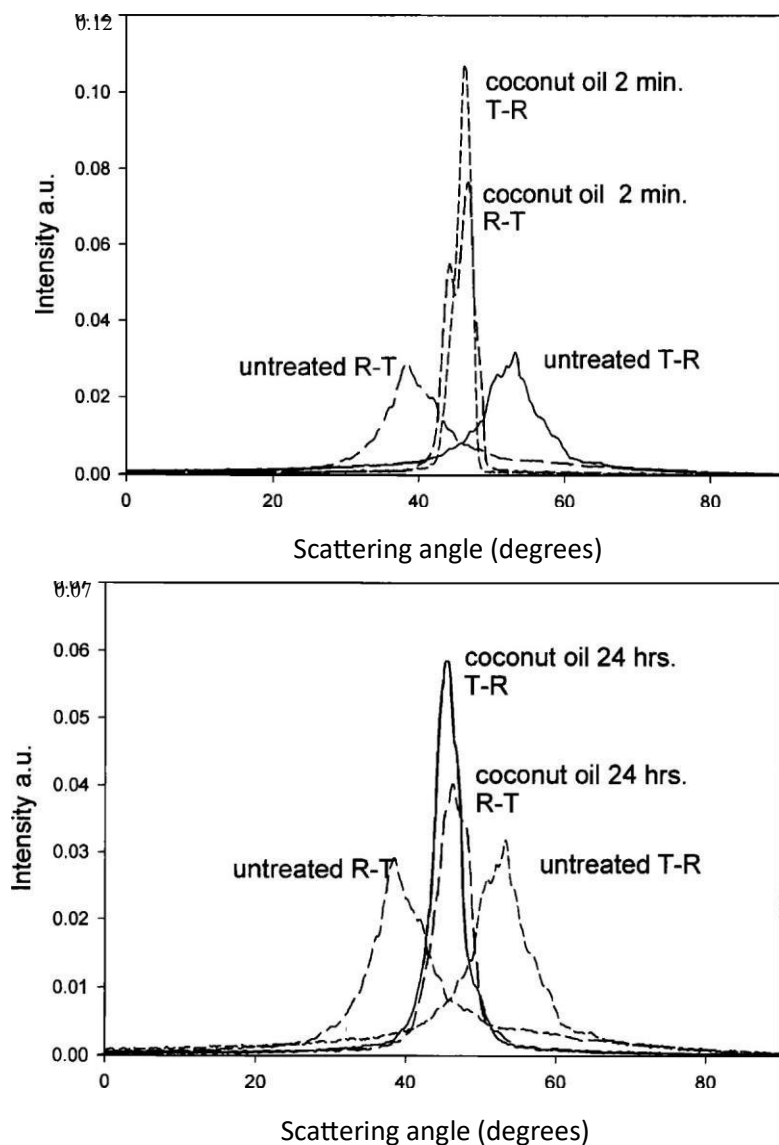 0.12
coconut oil 2 min.
T-R
0.10
coconut oil 2 min.
R-T
0.08
Intensity a.u.
0.06
0.04
untreated R-T
untreated T-R
0.02
0.00
0
20
40
60
80
Scattering angle (degrees)
0.07
0.06
coconut oil 24 hrs.
T-R
0.05
coconut oil 24 hrs.
R-T
0.04
Intensity a.u.
0.03
untreated R-T
untreated T-R
0.02
0.01
0.00
0
20
40
60
80
Scattering angle (degrees)